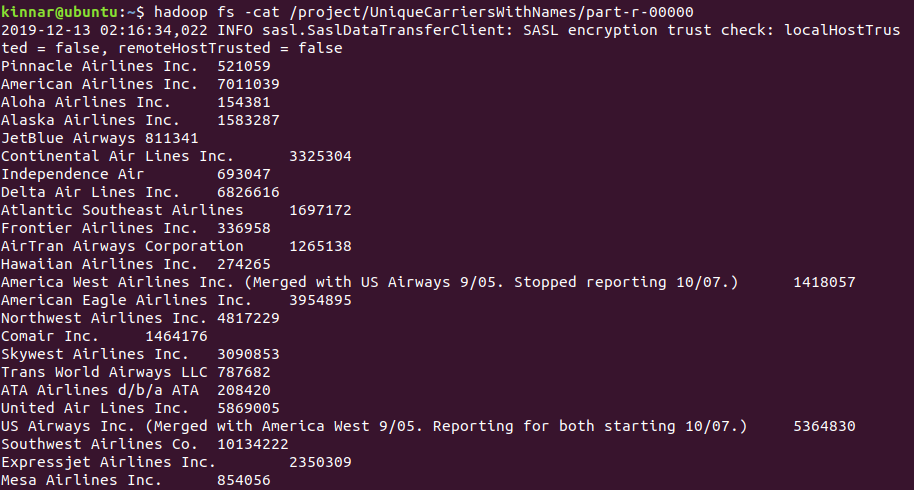 kinnar@ubuntu:~$ hadoop fs -cat /project/UniqueCarriersWithNames/part-r-00000
2019-12-13 02:16:34,022 INFO sasl.SaslDataTransferClient: SASL encryption trust check: localHostTrus
ted = false, remoteHostTrusted = false
Pinnacle Airlines Inc.  521059
American Airlines Inc.  7011039
Aloha Airlines Inc.     154381
Alaska Airlines Inc.    1583287
JetBlue Airways 811341
Continental Air Lines Inc.      3325304
Independence Air        693047
Delta Air Lines Inc.    6826616
Atlantic Southeast Airlines     1697172
Frontier Airlines Inc.  336958
AirTran Airways Corporation     1265138
Hawaiian Airlines Inc.  274265
America West Airlines Inc. (Merged with US Airways 9/05. Stopped reporting 10/07.)      1418057
American Eagle Airlines Inc.    3954895
Northwest Airlines Inc. 4817229
Comair Inc.     1464176
Skywest Airlines Inc.   3090853
Trans World Airways LLC 787682
ATA Airlines d/b/a ATA  208420
United Air Lines Inc.   5869005
US Airways Inc. (Merged with America West 9/05. Reporting for both starting 10/07.)     5364830
Southwest Airlines Co.  10134222
Expressjet Airlines Inc.        2350309
Mesa Airlines Inc.      854056